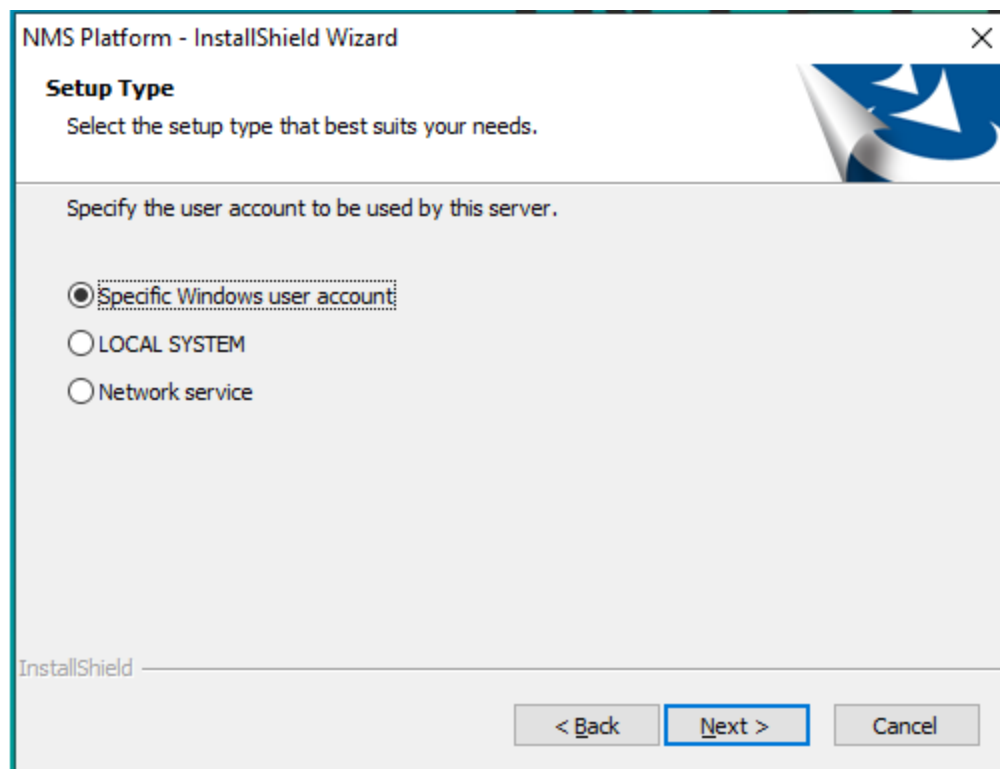 NMS Platform - InstallShield Wizard
Setup Type
Select the setup type that best suits your needs.
Specify the user account to be used by this server.
Specific Windows user account
LOCAL SYSTEM
Network service
InstallShield
< Back
Next >
Cancel